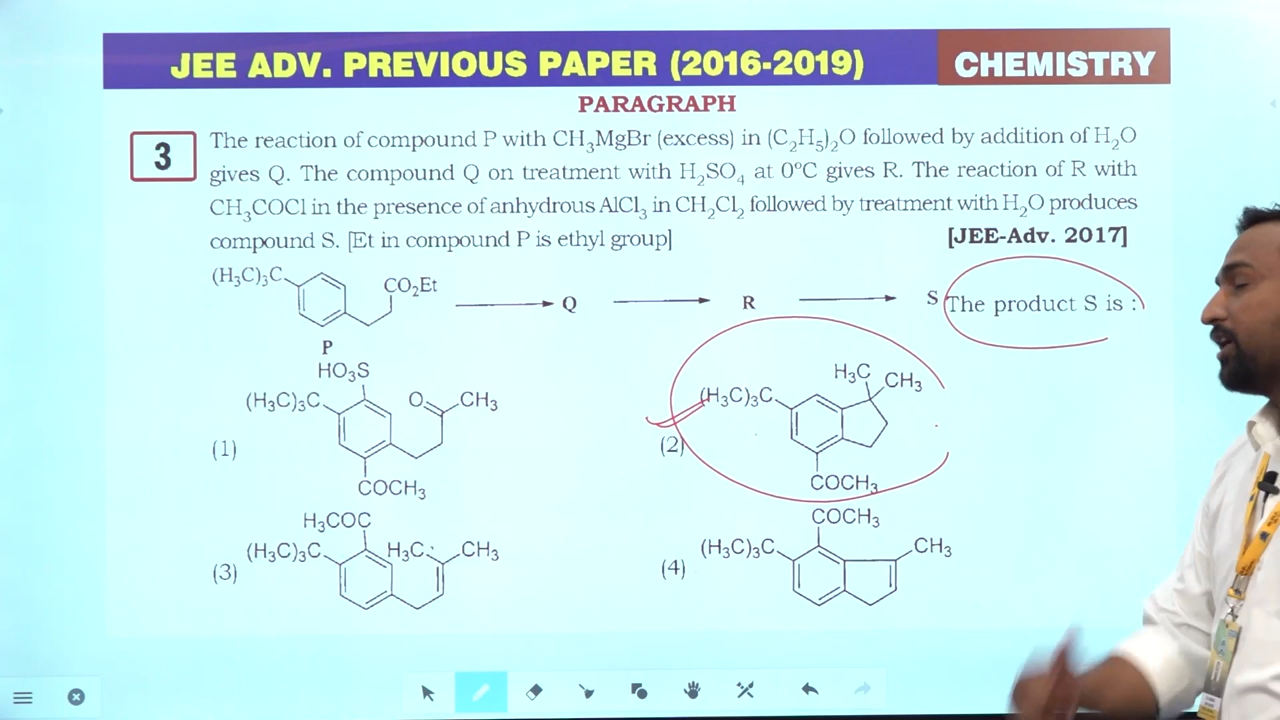 JEE ADV. PREVIOUS PAPER (2016-2019) CHEMISTRY
PARAGRAPH
3 The reaction of compound P with CH₃MgBr (excess) in (C₂H₅)₂O followed by addition of H₂O
gives Q. The compound Q on treatment with H₂SO₄ at 0°C gives R. The reaction of R with
CH₃COCl in the presence of anhydrous AlCl₃ in CH₂Cl₂ followed by treatment with H₂O produces
compound S. [Et in compound P is ethyl group] [JEE-Adv. 2017]
(H₃C)₃C CO₂Et
Q R S The product S is :
P
HO₃S
H₃C CH₃
(H₃C)₃C O CH₃ (H₃C)₃C
(1) (2)
COCH₃ COCH₃
H₃COC COCH₃
(H₃C)₃C H₃C CH₃ (H₃C)₃C CH₃
(3) (4)